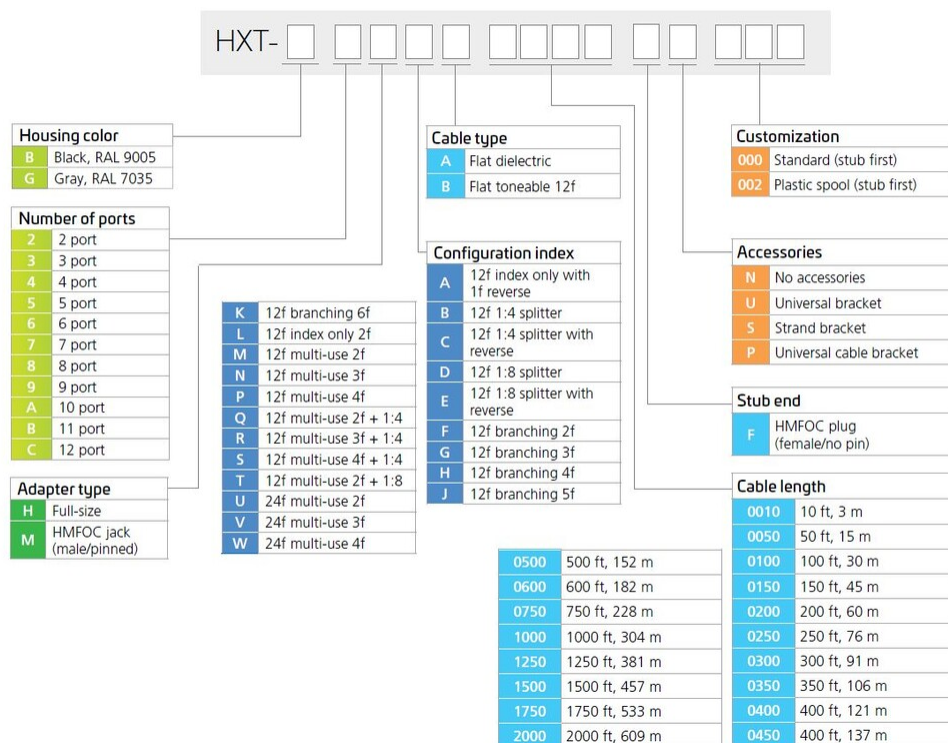 HXT-
Housing color
B Black, RAL 9005
G Gray, RAL 7035
Number of ports
2 2 port
3 3 port
4 4 port
5 5 port
6 6 port
7 7 port
8 8 port
9 9 port
A 10 port
B 11 port
C 12 port
Adapter type
H Full-size
M HMFOC jack
(male/pinned)
K 12f branching 6f
L 12f index only 2f
M 12f multi-use 2f
N 12f multi-use 3f
P 12f multi-use 4f
Q 12f multi-use 2f + 1:4
R 12f multi-use 3f + 1:4
S 12f multi-use 4f + 1:4
T 12f multi-use 2f + 1:8
U 24f multi-use 2f
V 24f multi-use 3f
W 24f multi-use 4f
Cable type
A Flat dielectric
B Flat toneable 12f
Configuration index
A 12f index only with
1f reverse
B 12f 1:4 splitter
C 12f 1:4 splitter with
reverse
D 12f 1:8 splitter
E 12f 1:8 splitter with
reverse
F 12f branching 2f
G 12f branching 3f
H 12f branching 4f
J 12f branching 5f
Customization
000 Standard (stub first)
002 Plastic spool (stub first)
Accessories
N No accessories
U Universal bracket
S Strand bracket
P Universal cable bracket
Stub end
F HMFOC plug
(female/no pin)
Cable length
0010 10 ft, 3 m
0050 50 ft, 15 m
0100 100 ft, 30 m
0150 150 ft, 45 m
0200 200 ft, 60 m
0250 250 ft, 76 m
0300 300 ft, 91 m
0350 350 ft, 106 m
0400 400 ft, 121 m
0450 400 ft, 137 m
0500 500 ft, 152 m
0600 600 ft, 182 m
0750 750 ft, 228 m
1000 1000 ft, 304 m
1250 1250 ft, 381 m
1500 1500 ft, 457 m
1750 1750 ft, 533 m
2000 2000 ft, 609 m